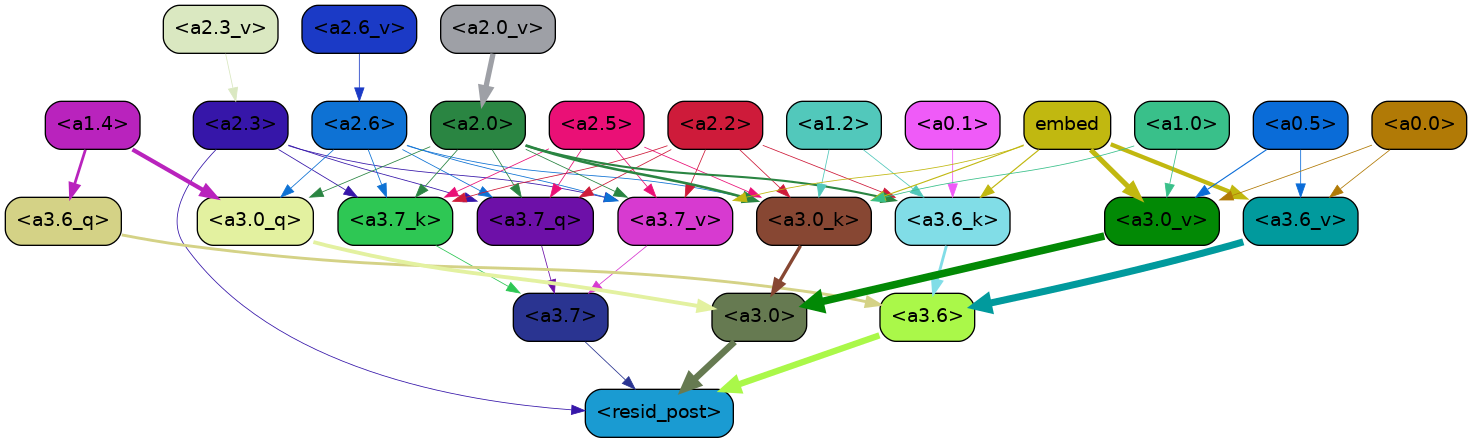 <a2.3_v> <a2.6_v> <a2.0_v>
<a1.4> <a2.3> <a2.6> <a2.0> <a2.5> <a2.2> <a1.2> <a0.1> embed <a1.0> <a0.5> <a0.0>
<a3.6_q> <a3.0_q> <a3.7_k> <a3.7_q> <a3.7_v> <a3.0_k> <a3.6_k> <a3.0_v> <a3.6_v>
<a3.7> <a3.0> <a3.6>
<resid_post>